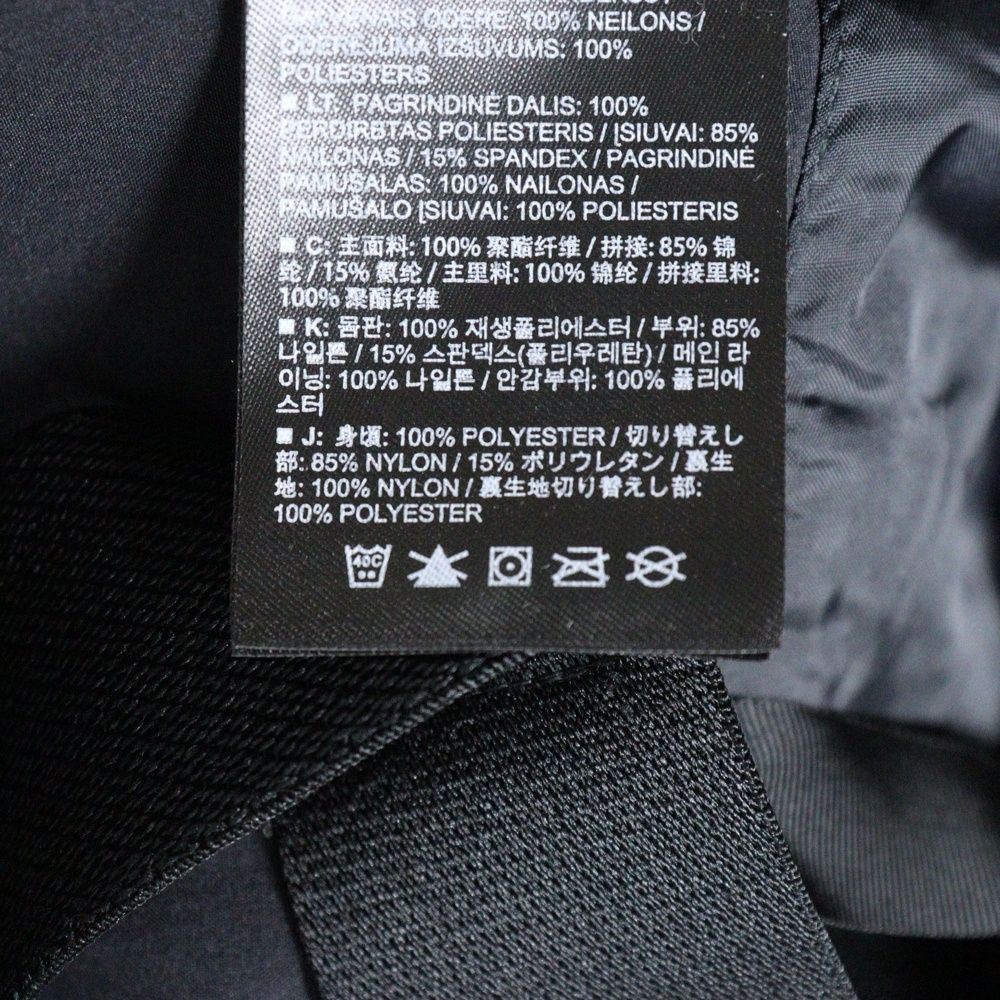 GALVENAIS ODERE: 100% NEILONS /
ODEREJUMA IZŠUVUMS: 100%
POLIESTERS
■ LT: PAGRINDINĖ DALIS: 100%
PERDIRBTAS POLIESTERIS / ĮSIUVAI: 85%
NAILONAS / 15% SPANDEX / PAGRINDINĖ
PAMUŠALAS: 100% NAILONAS /
PAMUŠALO ĮSIUVAI: 100% POLIESTERIS
■ C: 主面料: 100% 聚酯纤维 / 拼接: 85% 锦
纶 / 15% 氨纶 / 主里料: 100% 锦纶 / 拼接里料:
100% 聚酯纤维
■ K: 몸판: 100% 재생폴리에스터 / 부위: 85%
나일론 / 15% 스판덱스(폴리우레탄) / 메인 라
이닝: 100% 나일론 / 안감부위: 100% 폴리에
스터
■ J: 身頃: 100% POLYESTER / 切り替えし
部: 85% NYLON / 15% ポリウレタン / 裏生
地: 100% NYLON / 裏生地切り替えし部:
100% POLYESTER
40C